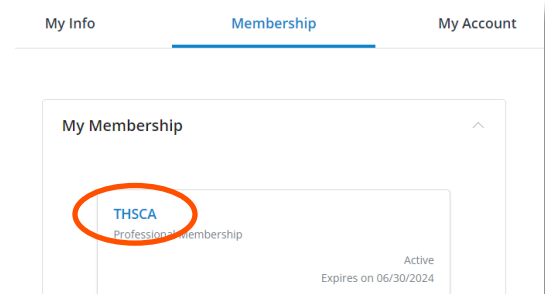 My Info Membership My Account
My Membership
THSCA
Professional Membership
Active
Expires on 06/30/2024